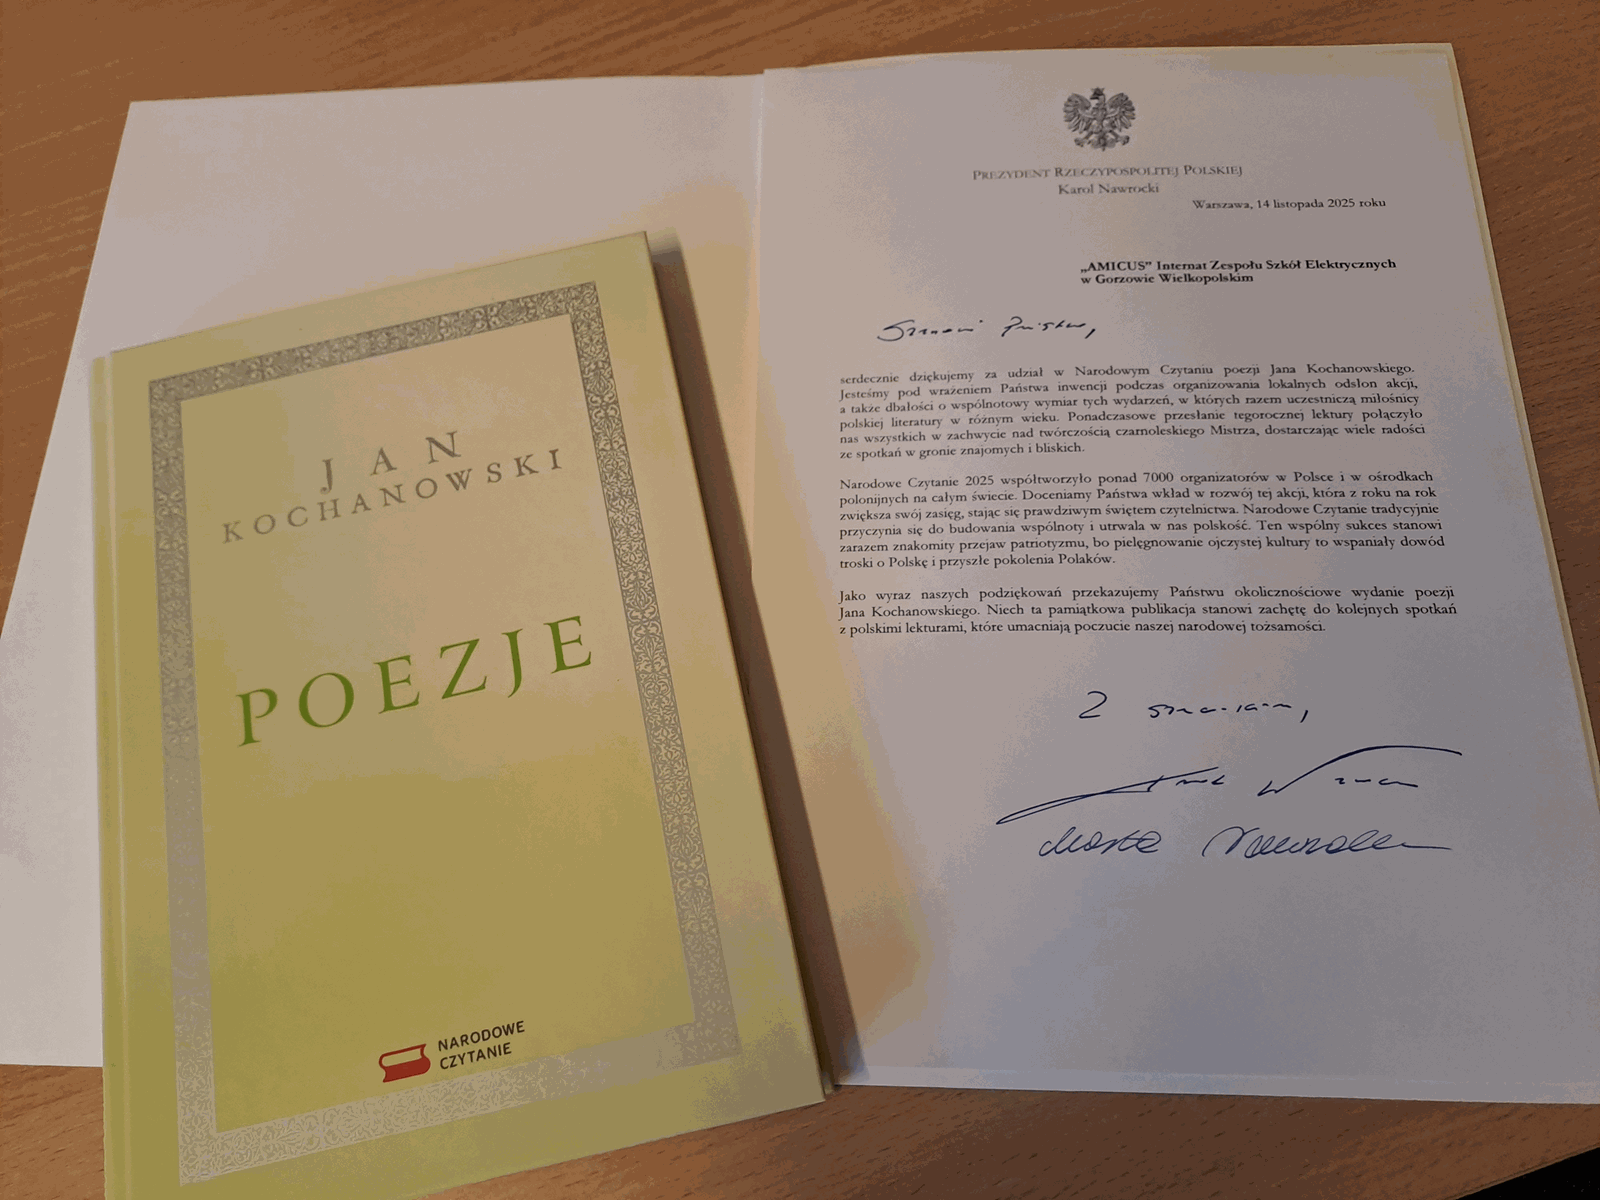 JAN
KOCHANOWSKI
POEZJE
NARODOWE
CZYTANIE
PREZYDENT RZECZYPOSPOLITEJ POLSKIEJ
Karol Nawrocki
Warszawa, 14 listopada 2025 roku
„AMICUS” Internat Zespołu Szkół Elektrycznych
w Gorzowie Wielkopolskim
Szanowni Państwo,
serdecznie dziękujemy za udział w Narodowym Czytaniu poezji Jana Kochanowskiego.
Jesteśmy pod wrażeniem Państwa inwencji podczas organizowania lokalnych odsłon akcji,
a także dbałości o wspólnotowy wymiar tych wydarzeń, w których razem uczestniczą miłośnicy
polskiej literatury w różnym wieku. Ponadczasowe przesłanie tegorocznej lektury połączyło
nas wszystkich w zachwycie nad twórczością czarnoleskiego Mistrza, dostarczając wiele radości
ze spotkań w gronie znajomych i bliskich.
Narodowe Czytanie 2025 współtworzyło ponad 7000 organizatorów w Polsce i w ośrodkach
polonijnych na całym świecie. Doceniamy Państwa wkład w rozwój tej akcji, która z roku na rok
zwiększa swój zasięg, stając się prawdziwym świętem czytelnictwa. Narodowe Czytanie tradycyjnie
przyczynia się do budowania wspólnoty i utrwala w nas polskość. Ten wspólny sukces stanowi
zarazem znakomity przejaw patriotyzmu, bo pielęgnowanie ojczystej kultury to wspaniały dowód
troski o Polskę i przyszłe pokolenia Polaków.
Jako wyraz naszych podziękowań przekazujemy Państwu okolicznościowe wydanie poezji
Jana Kochanowskiego. Niech ta pamiątkowa publikacja stanowi zachętę do kolejnych spotkań
z polskimi lekturami, które umacniają poczucie naszej narodowej tożsamości.
Z szacunkiem,
Marta Nawrocka